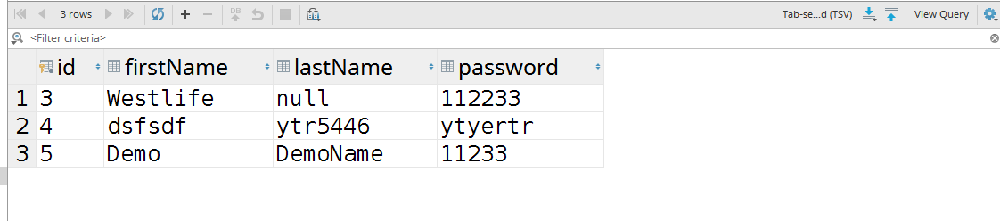 3 rows DB Tab-se...d (TSV) View Query
<Filter criteria>
id firstName lastName password
1 3 Westlife null 112233
2 4 dsfsdf ytr5446 ytyertr
3 5 Demo DemoName 11233